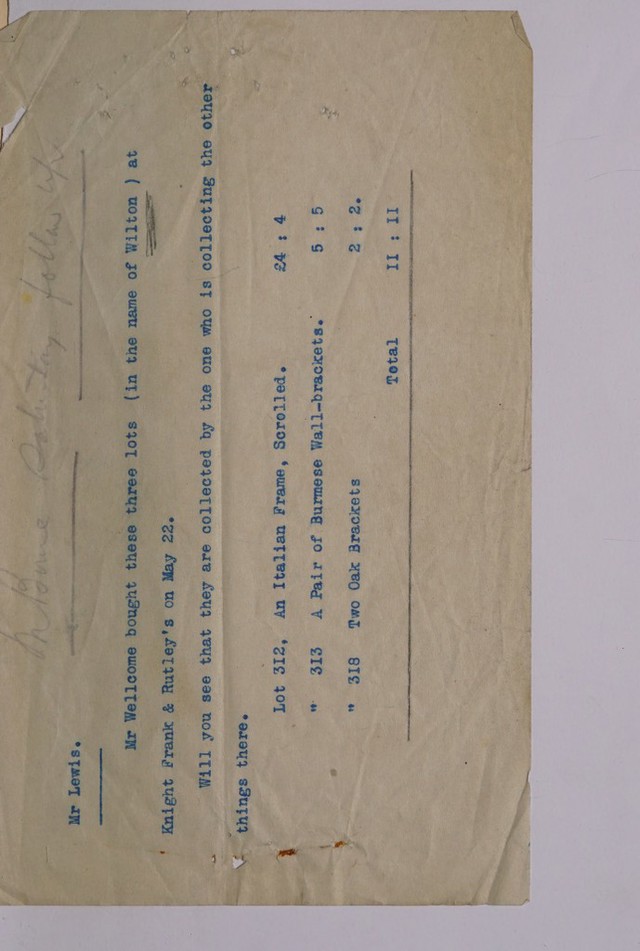 Mr Lewis.
Mr Wellcome bought these three lots (in the name of Wilton ) at
Knight Frank & Rutley's on May 22.
Will you see that they are collected by the one who is collecting the other
things there.
Lot 312, An Italian Frame, Scrolled. 24 : 4
" 313 A Pair of Burmese Wall-brackets. 5 : 5
" 318 Two Oak Brackets 2 : 2.
Total II : II